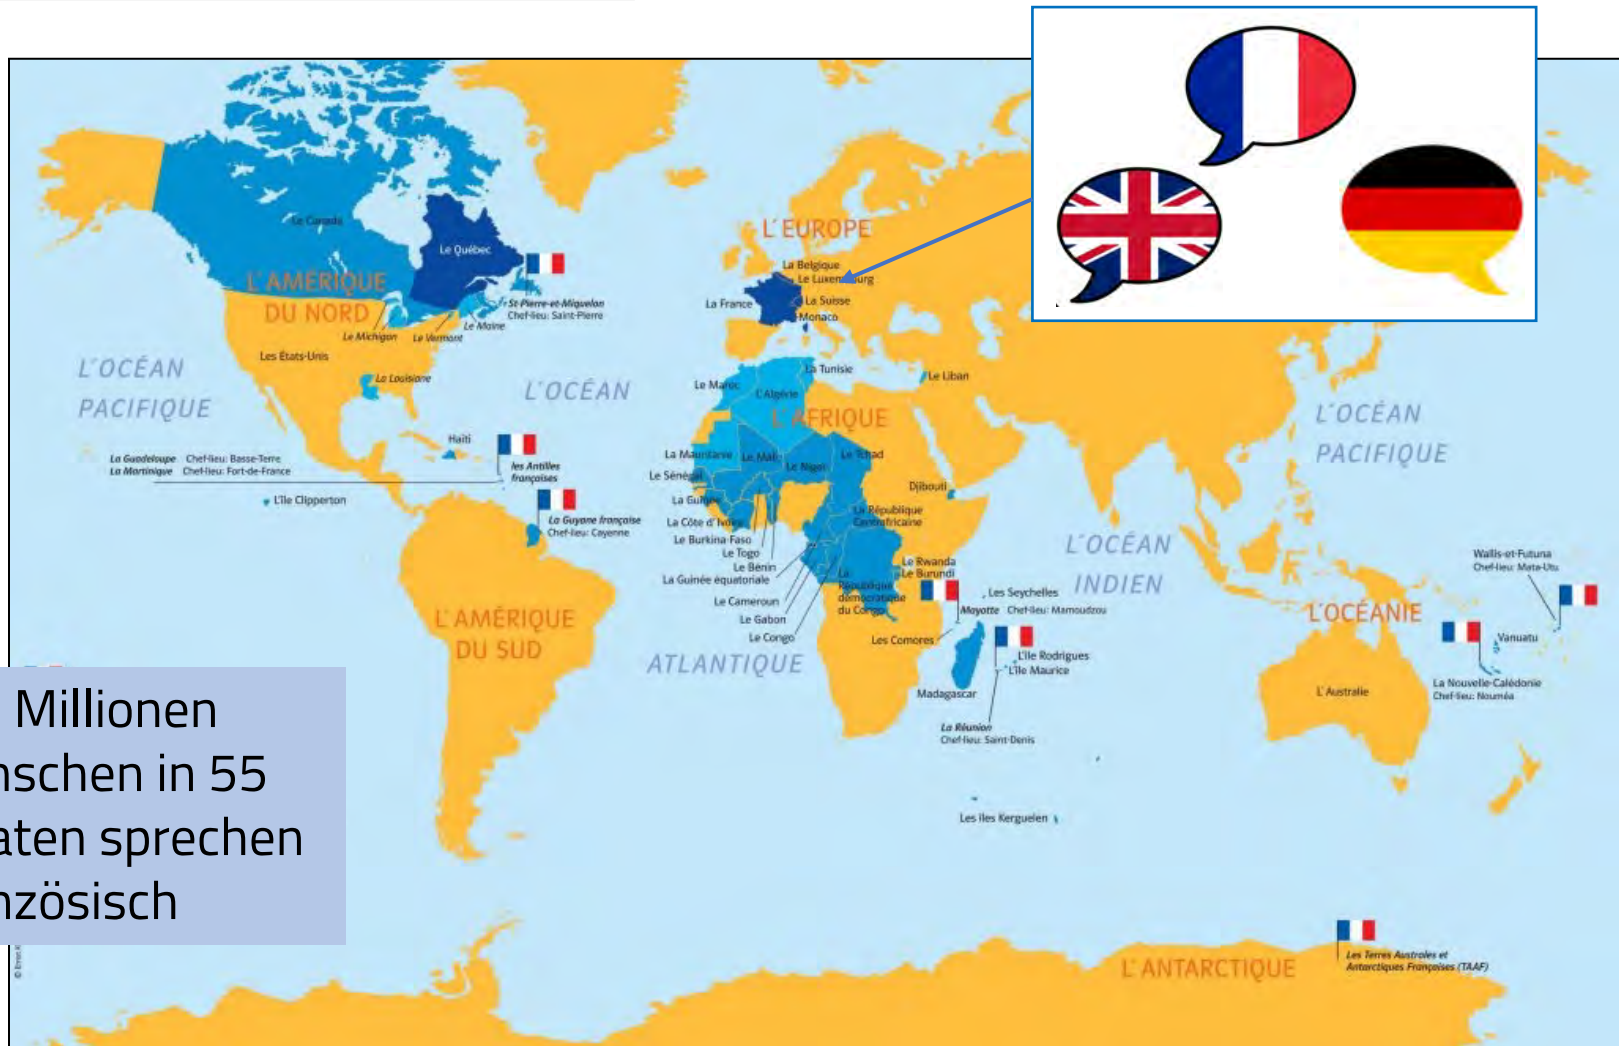 Le Canada
Le Québec
L'AMÉRIQUE
DU NORD
St-Pierre-et-Miquelon
Chef-lieu: Saint-Pierre
Le Michigan
Le Vermont
Le Maine
Les États-Unis
La Louisiane
L'OCÉAN
PACIFIQUE
L'OCÉAN
ATLANTIQUE
L'EUROPE
La Belgique
Le Luxembourg
La France
La Suisse
Monaco
Haïti
La Guadeloupe Chef-lieu: Basse-Terre
La Martinique Chef-lieu: Fort-de-France
les Antilles
françaises
L'île Clipperton
La Guyane française
Chef-lieu: Cayenne
L'AMÉRIQUE
DU SUD
Le Maroc
L'Algérie
La Tunisie
Le Liban
L'AFRIQUE
La Mauritanie
Le Mali
Le Niger
Le Tchad
Le Sénégal
Djibouti
La Guinée
La République
Centrafricaine
La Côte d'Ivoire
Le Burkina-Faso
Le Togo
Le Bénin
La Guinée équatoriale
Le Cameroun
Le Gabon
Le Congo
La
République
démocratique
du Congo
Le Rwanda
Le Burundi
Les Seychelles
Mayotte Chef-lieu: Mamoudzou
Les Comores
L'île Rodrigues
L'île Maurice
Madagascar
La Réunion
Chef-lieu: Saint-Denis
L'OCÉAN
INDIEN
Les îles Kerguelen
L'OCÉAN
PACIFIQUE
Wallis-et-Futuna
Chef-lieu: Mata-Utu
L'OCÉANIE
Vanuatu
L'Australie
La Nouvelle-Calédonie
Chef-lieu: Nouméa
L'ANTARCTIQUE
Les Terres Australes et
Antarctiques Françaises (TAAF)
Millionen
nschen in 55
aten sprechen
nzösisch